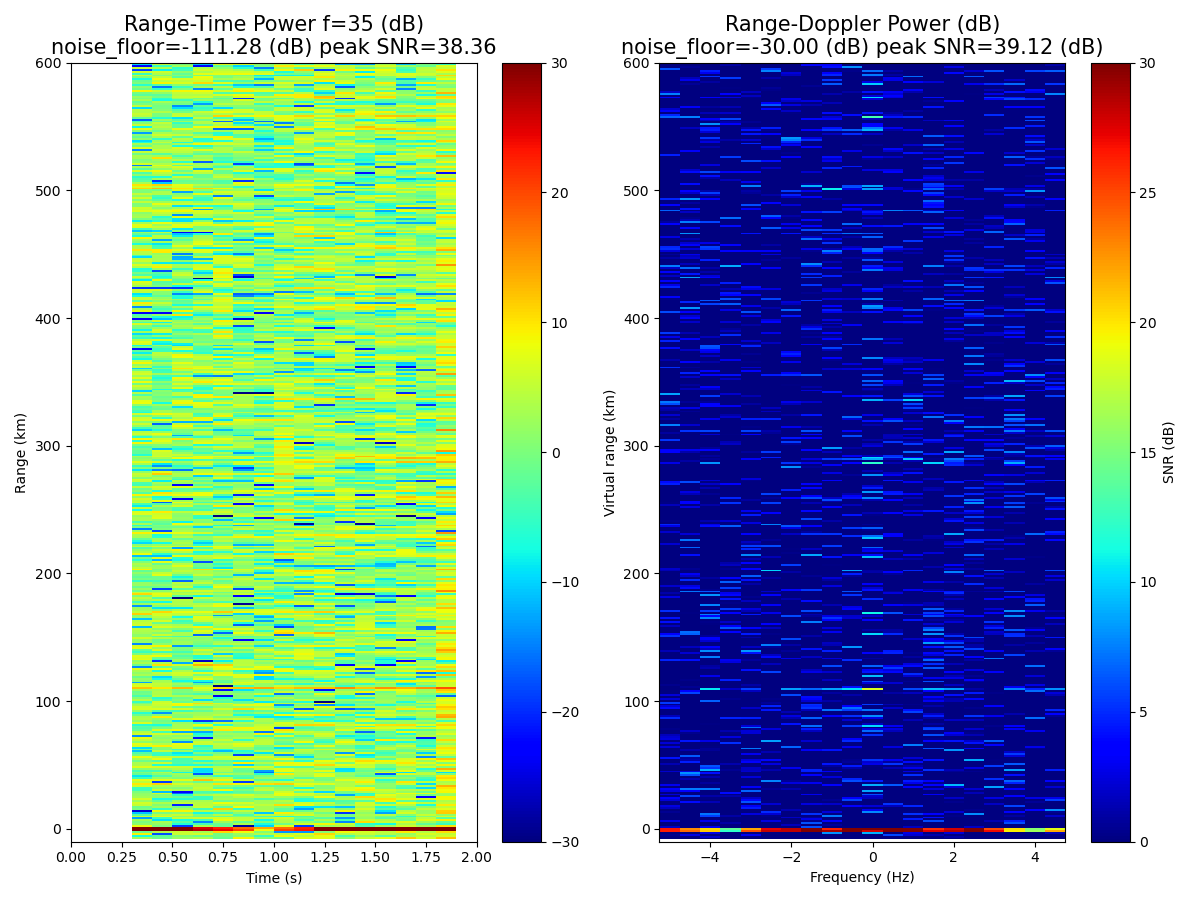 Range-Time Power f=35 (dB)
noise_floor=-111.28 (dB) peak SNR=38.36
Range-Doppler Power (dB)
noise_floor=-30.00 (dB) peak SNR=39.12 (dB)
600
500
400
300
200
100
0
Range (km)
0.00 0.25 0.50 0.75 1.00 1.25 1.50 1.75 2.00
Time (s)
30
20
10
0
−10
−20
−30
600
500
400
300
200
100
0
Virtual range (km)
−4 −2 0 2 4
Frequency (Hz)
30
25
20
15
10
5
0
SNR (dB)